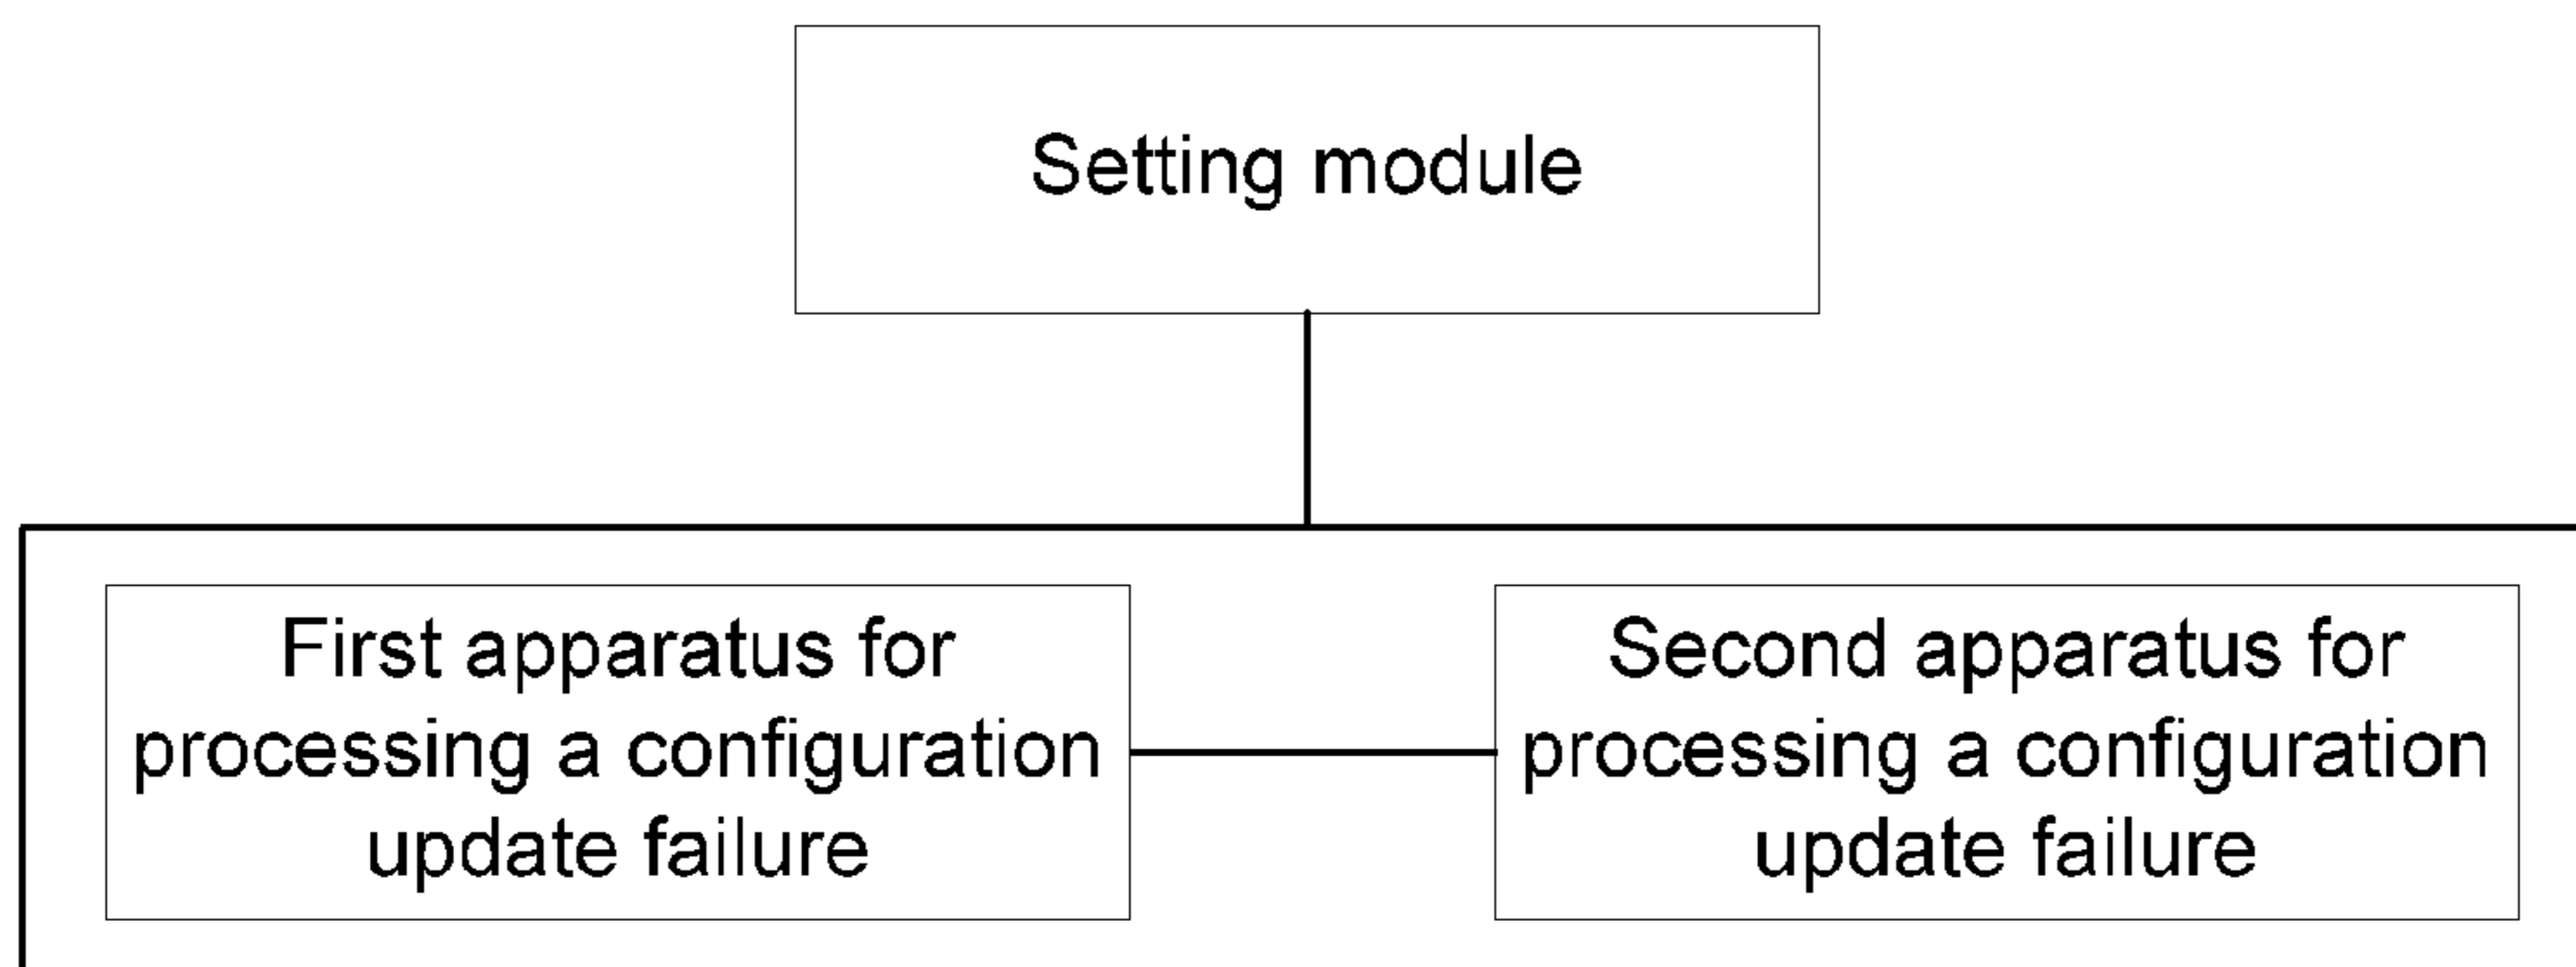 Setting module
First apparatus for
processing a configuration
update failure
Second apparatus for
processing a configuration
update failure